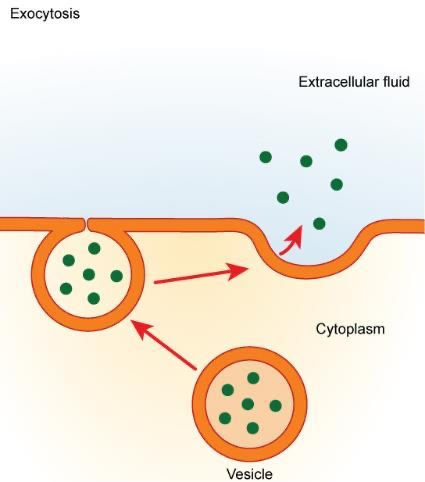 Exocytosis
Extracellular fluid
Cytoplasm
Vesicle